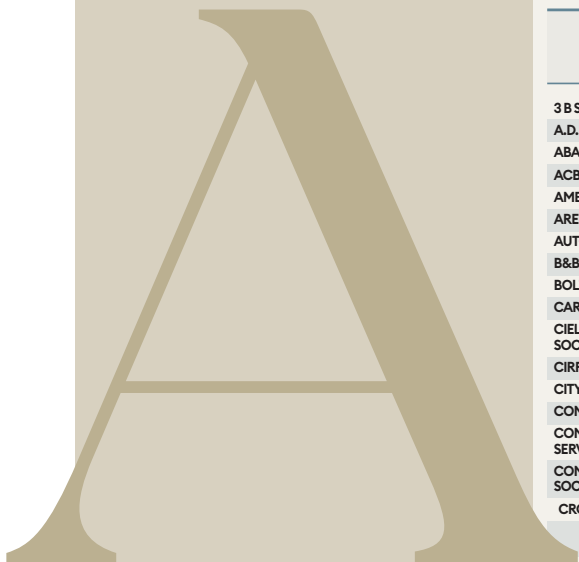 A
3 B S
A.D.
ABA
ACB
AME
ARE
AUT
B&B
BOL
CAR
CIEL
SOC
CIRF
CITY
CON
CON
SERV
CON
SOC
CRO